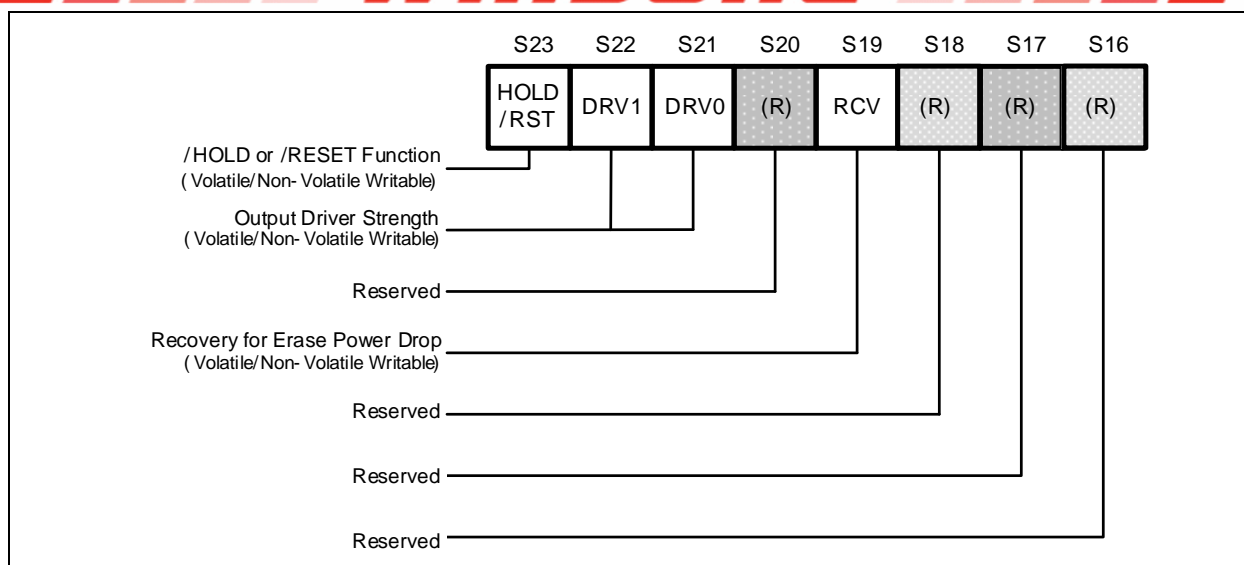 S23 S22 S21 S20 S19 S18 S17 S16
HOLD
/RST DRV1 DRV0 (R) RCV (R) (R) (R)
/HOLD or /RESET Function
(Volatile/Non-Volatile Writable)
Output Driver Strength
(Volatile/Non-Volatile Writable)
Reserved
Recovery for Erase Power Drop
(Volatile/Non-Volatile Writable)
Reserved
Reserved
Reserved